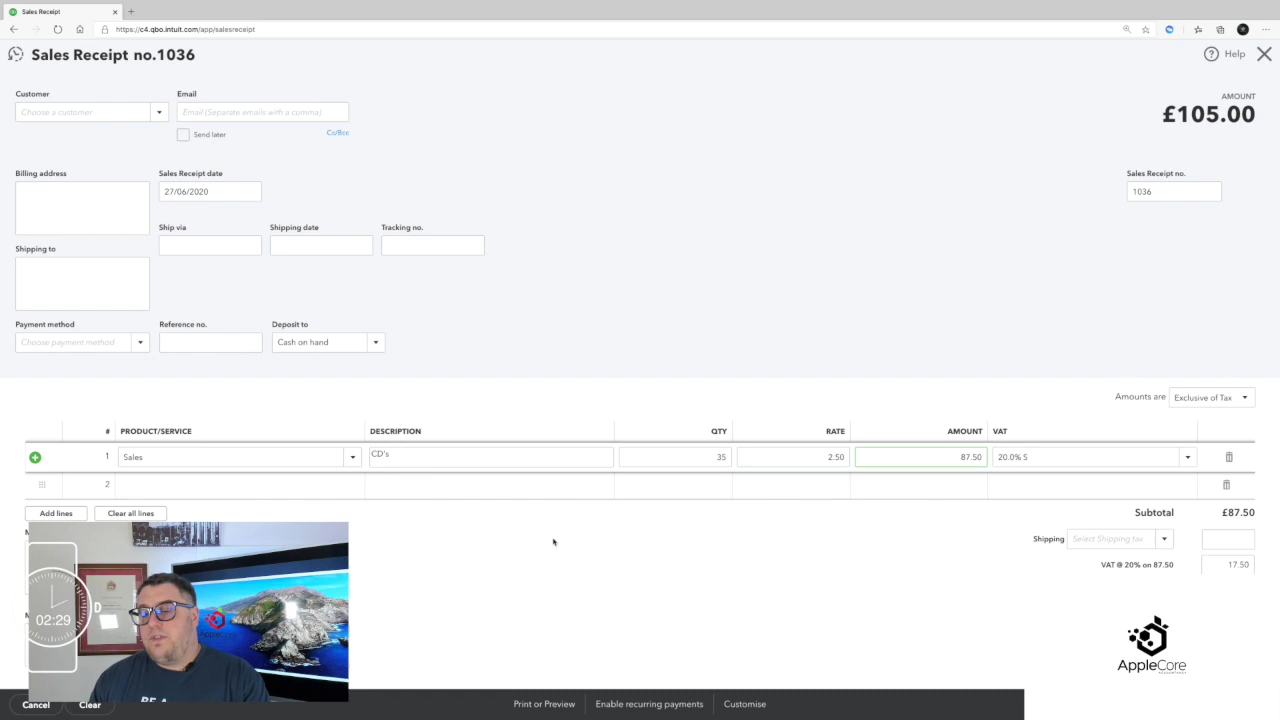 Sales Receipt
https://c4.qbo.intuit.com/app/salesreceipt
Sales Receipt no.1036
Help
Customer
Email
AMOUNT
£105.00
Choose a customer
Email (Separate emails with a comma)
Send later
Cc/Bcc
Billing address
Sales Receipt date
Sales Receipt no.
27/06/2020
1036
Ship via
Shipping date
Tracking no.
Shipping to
Payment method
Reference no.
Deposit to
Choose payment method
Cash on hand
Amounts are
Exclusive of Tax
# PRODUCT/SERVICE DESCRIPTION QTY RATE AMOUNT VAT
1 Sales CD's 35 2.50 87.50 20.0% S
2
Add lines
Clear all lines
Subtotal £87.50
Shipping
Select Shipping tax
VAT @ 20% on 87.50 17.50
02:29
AppleCore
AppleCore
ACCOUNTANCY
Cancel
Clear
Print or Preview
Enable recurring payments
Customise